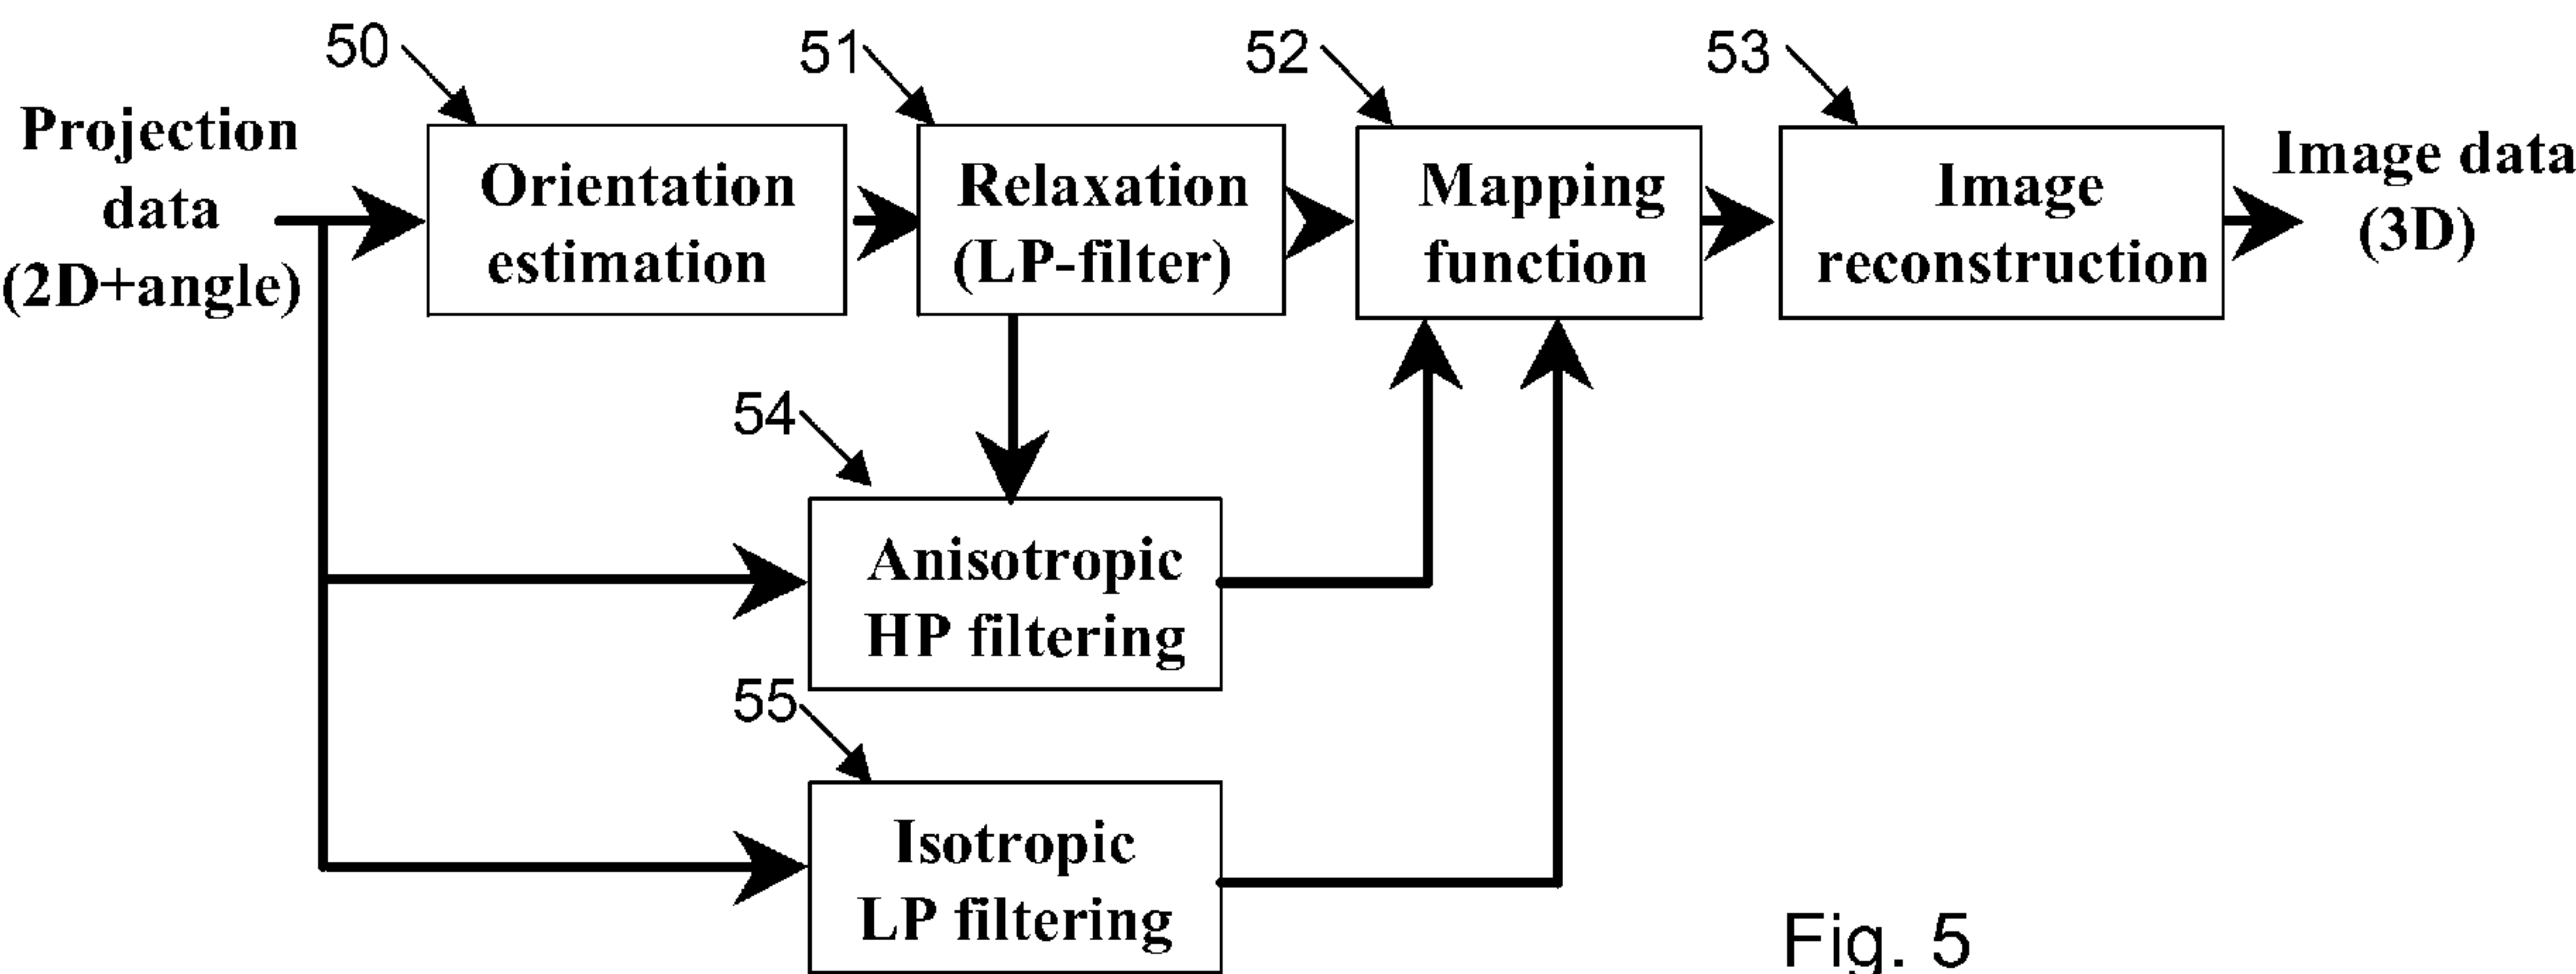 50
51
52
53
Projection
data
(2D+angle)
Orientation
estimation
Relaxation
(LP-filter)
Mapping
function
Image
reconstruction
Image data
(3D)
54
Anisotropic
HP filtering
55
Isotropic
LP filtering
Fig. 5